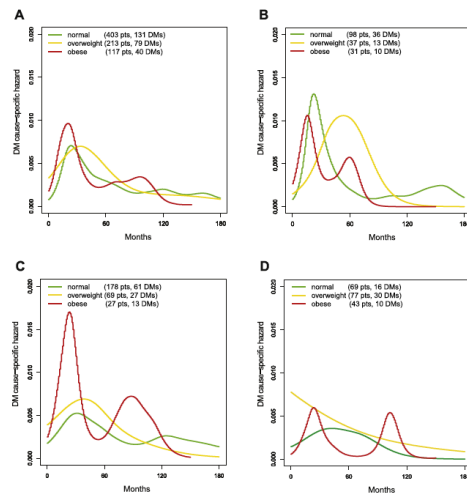 A
normal (403 pts, 131 DMs)
overweight (213 pts, 79 DMs)
obese (117 pts, 40 DMs)
DM cause-specific hazard
0.020
0.015
0.010
0.005
0.000
0 60 120 180
Months
B
normal (98 pts, 36 DMs)
overweight (37 pts, 13 DMs)
obese (31 pts, 10 DMs)
DM cause-specific hazard
0.020
0.015
0.010
0.005
0.000
0 60 120 180
Months
C
normal (178 pts, 61 DMs)
overweight (69 pts, 27 DMs)
obese (27 pts, 13 DMs)
DM cause-specific hazard
0.020
0.015
0.010
0.005
0.000
0 60 120 180
Months
D
normal (69 pts, 16 DMs)
overweight (77 pts, 30 DMs)
obese (43 pts, 10 DMs)
DM cause-specific hazard
0.020
0.015
0.010
0.005
0.000
0 60 120 180
Months